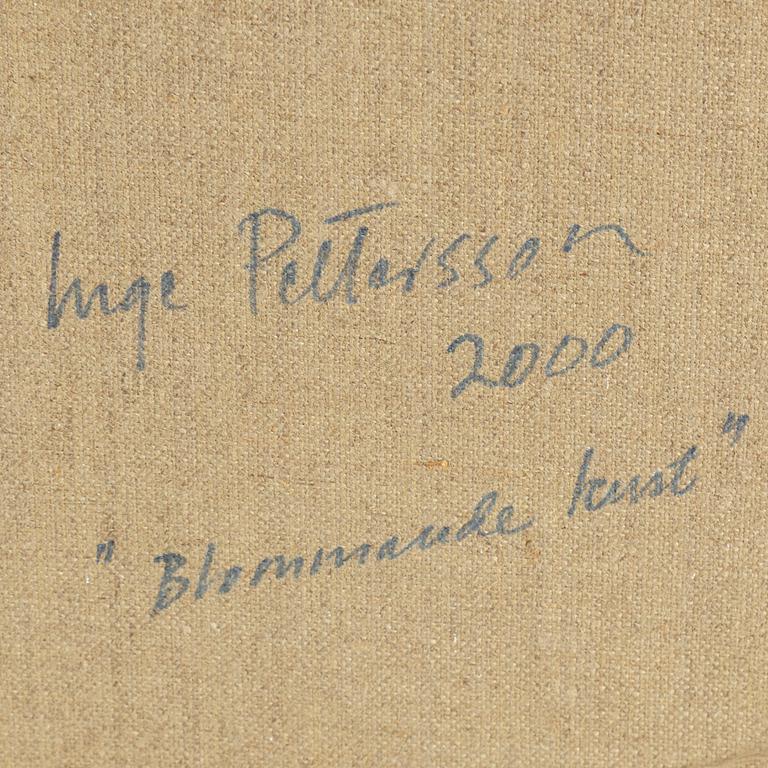 Inge Pettersson
2000
"Blommande kust"